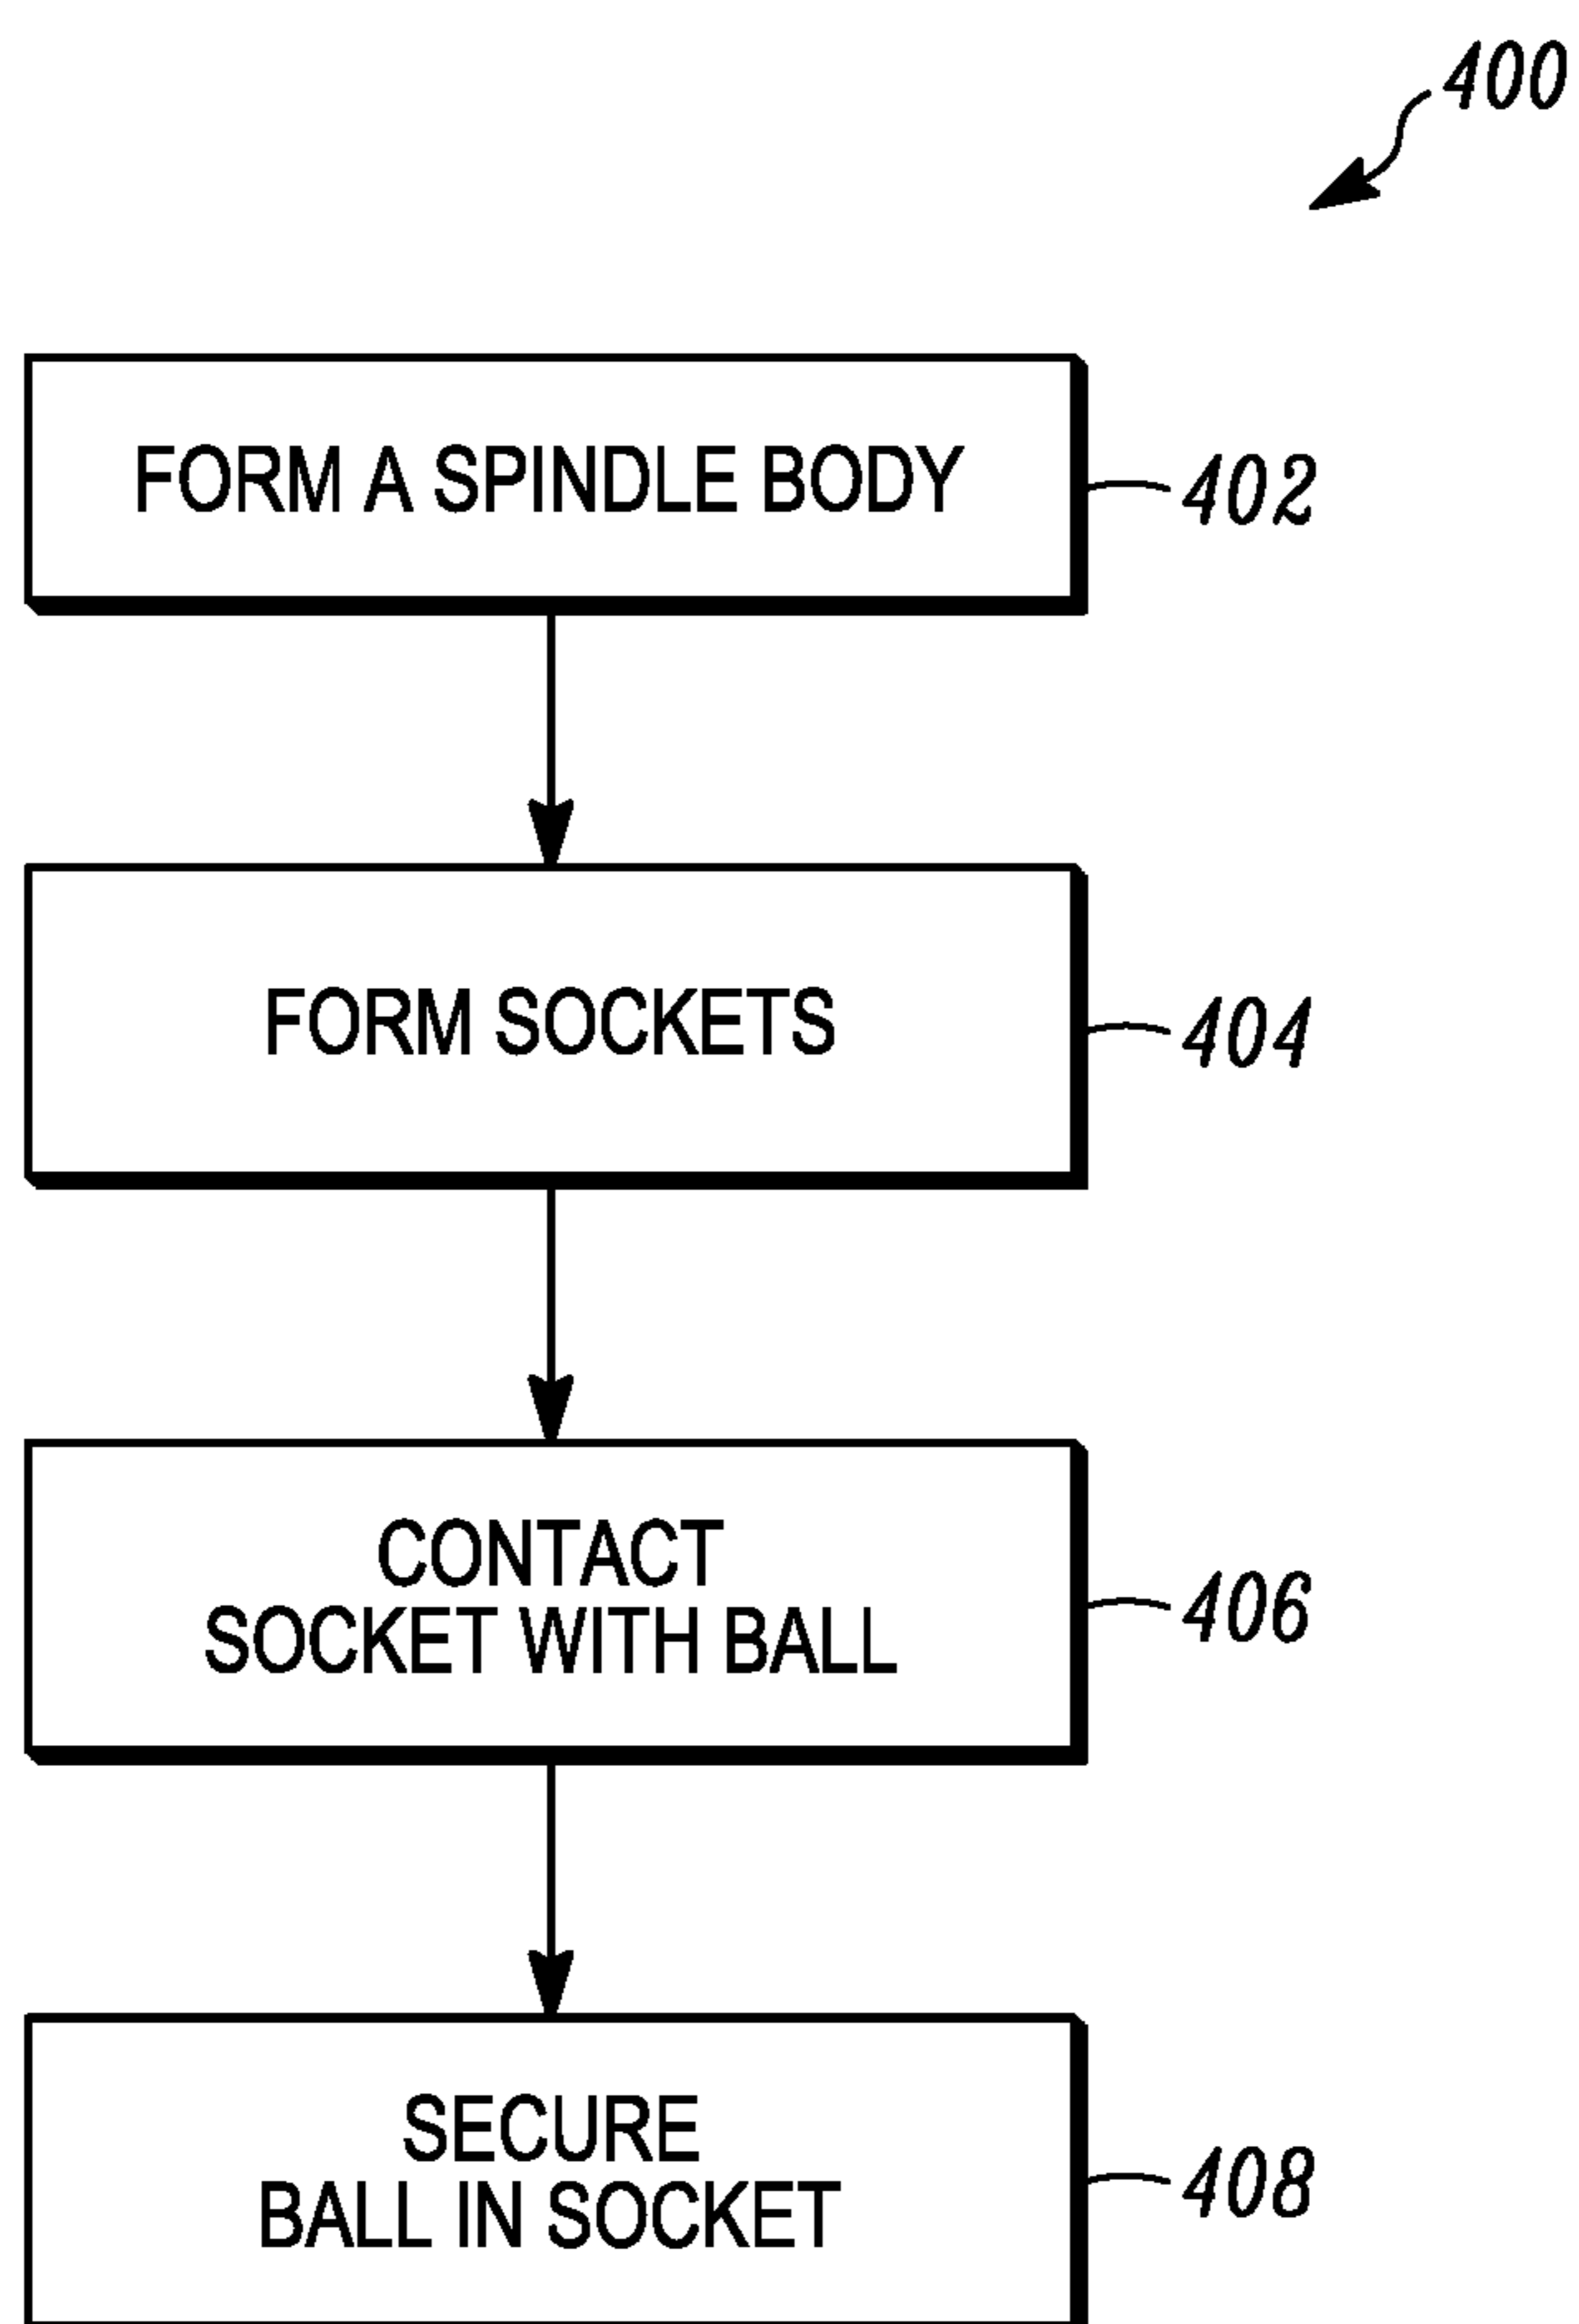 400
FORM A SPINDLE BODY
402
FORM SOCKETS
404
CONTACT
SOCKET WITH BALL
406
SECURE
BALL IN SOCKET
408